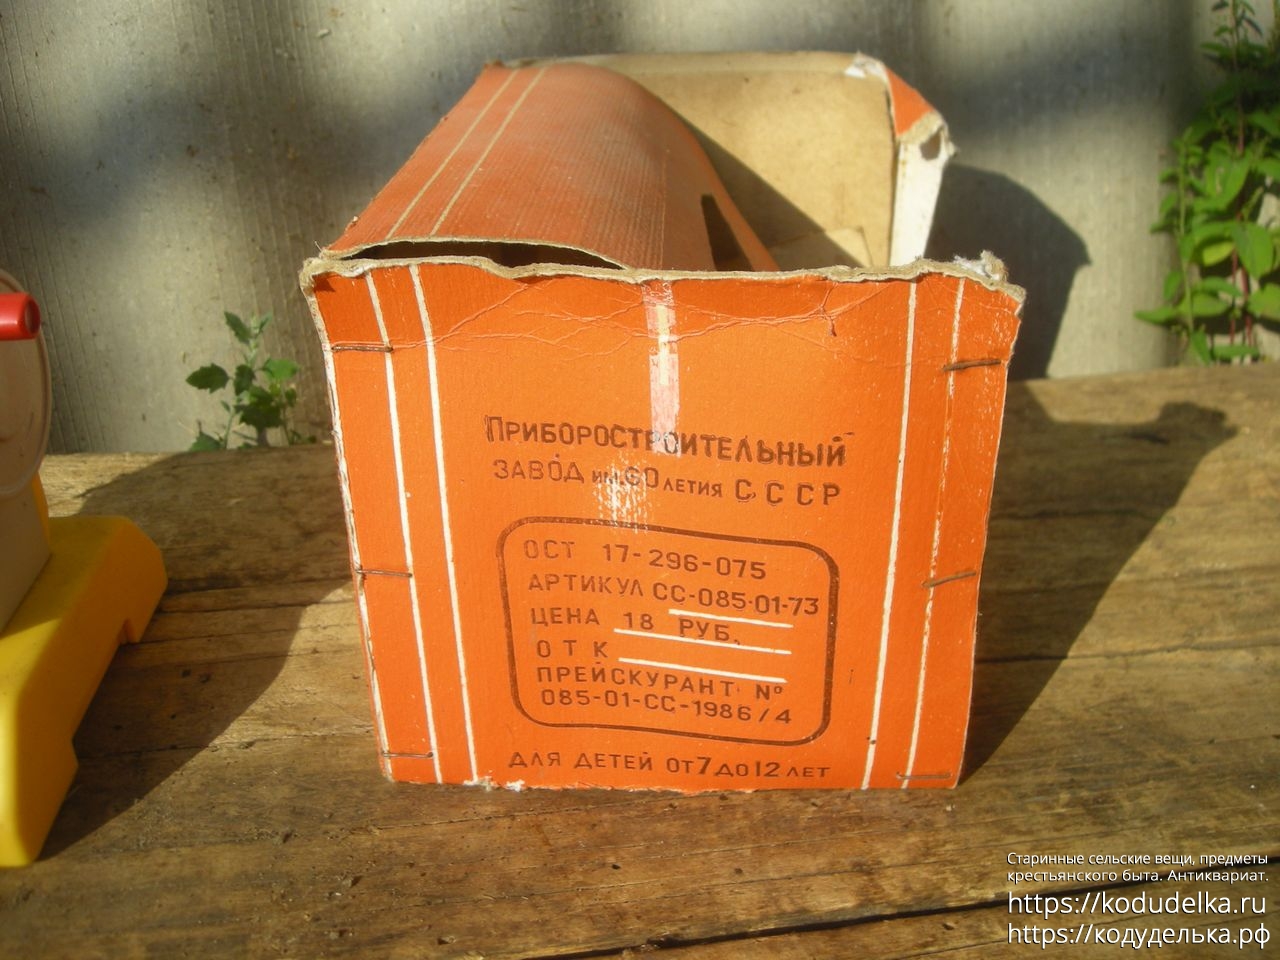 ПРИБОРОСТРОИТЕЛЬНЫЙ
ЗАВОД им. 60 ЛЕТИЯ СССР
ОСТ 17-296-075
АРТИКУЛ СС-085-01-73
ЦЕНА 18 РУБ.
ОТК
ПРЕЙСКУРАНТ №
085-01-СС-1986/4
ДЛЯ ДЕТЕЙ ОТ 7 ДО 12 ЛЕТ
Старинные сельские вещи, предметы
крестьянского быта. Антиквариат.
https://kodudelka.ru
https://кодуделька.рф